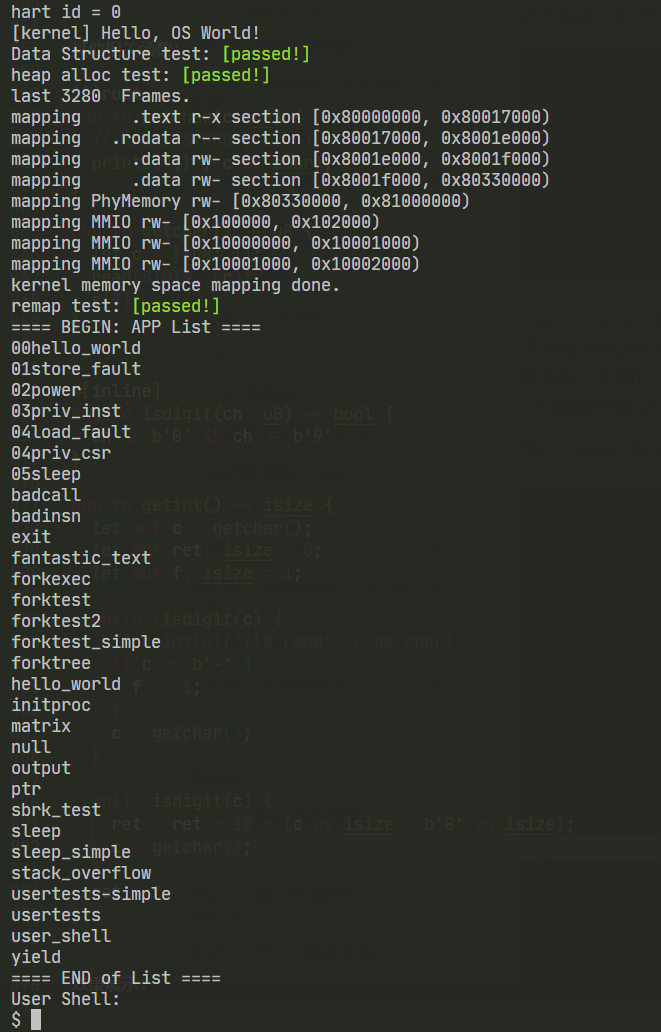 hart id = 0
[kernel] Hello, OS World!
Data Structure test: [passed!]
heap alloc test: [passed!]
last 3280  Frames.
mapping     .text r-x section [0x80000000, 0x80017000)
mapping   .rodata r-- section [0x80017000, 0x8001e000)
mapping     .data rw- section [0x8001e000, 0x8001f000)
mapping     .data rw- section [0x8001f000, 0x80330000)
mapping PhyMemory rw- [0x80330000, 0x81000000)
mapping MMIO rw- [0x100000, 0x102000)
mapping MMIO rw- [0x10000000, 0x10001000)
mapping MMIO rw- [0x10001000, 0x10002000)
kernel memory space mapping done.
remap test: [passed!]
==== BEGIN: APP List ====
00hello_world
01store_fault
02power
03priv_inst
04load_fault
04priv_csr
05sleep
badcall
badinsn
exit
fantastic_text
forkexec
forktest
forktest2
forktest_simple
forktree
hello_world
initproc
matrix
null
output
ptr
sbrk_test
sleep
sleep_simple
stack_overflow
usertests-simple
usertests
user_shell
yield
==== END of List ====
User Shell:
$